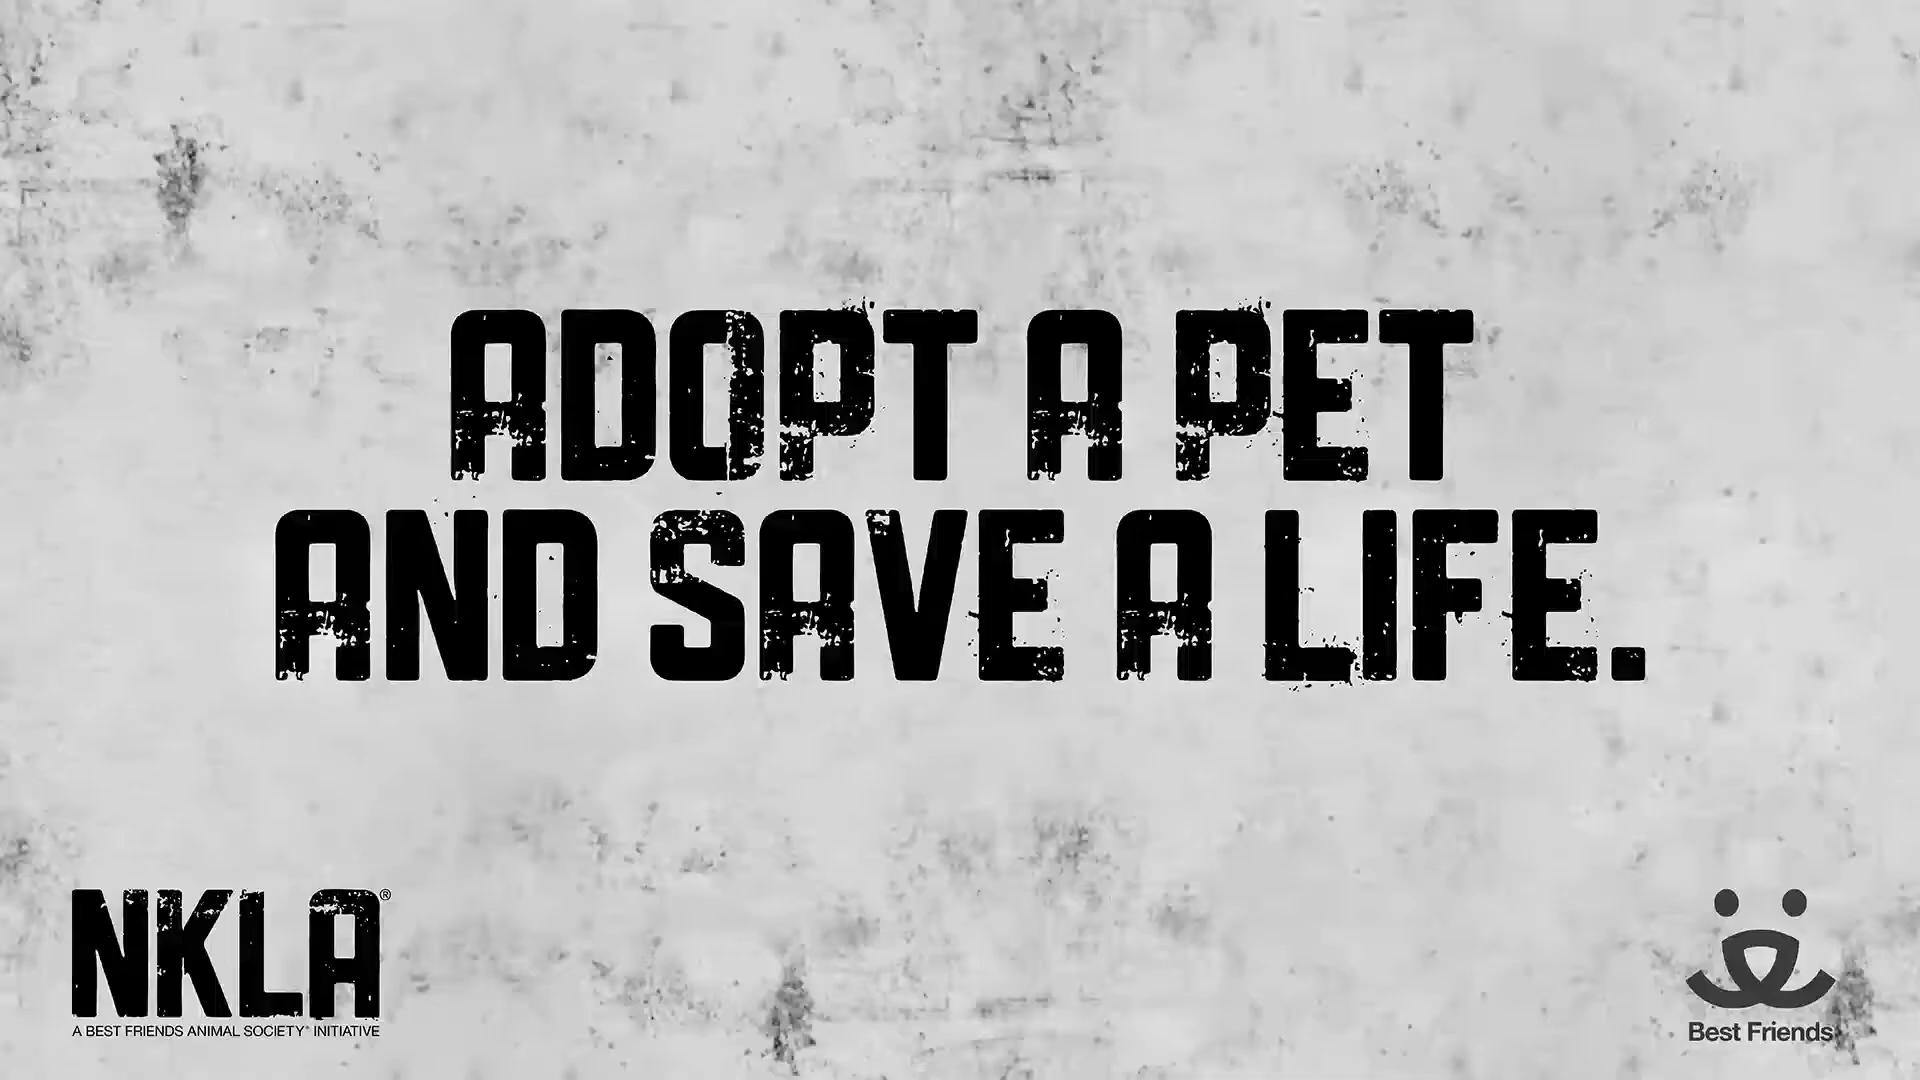 ADOPT A PET
AND SAVE A LIFE.
NKLA®
A BEST FRIENDS ANIMAL SOCIETY® INITIATIVE
Best Friends